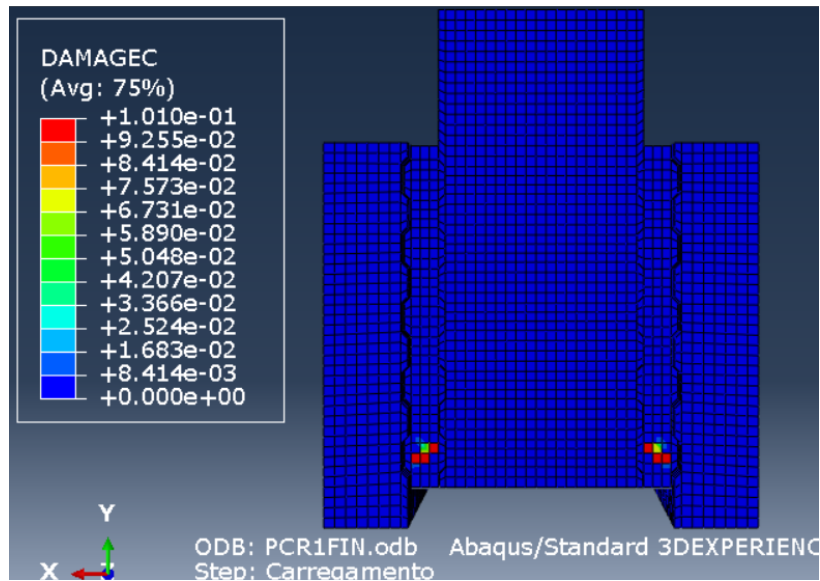 DAMAGEC
(Avg: 75%)
+1.010e-01
+9.255e-02
+8.414e-02
+7.573e-02
+6.731e-02
+5.890e-02
+5.048e-02
+4.207e-02
+3.366e-02
+2.524e-02
+1.683e-02
+8.414e-03
+0.000e+00
Y
X
ODB: PCR1FIN.odb Abaqus/Standard 3DEXPERIENC
Step: Carregamento